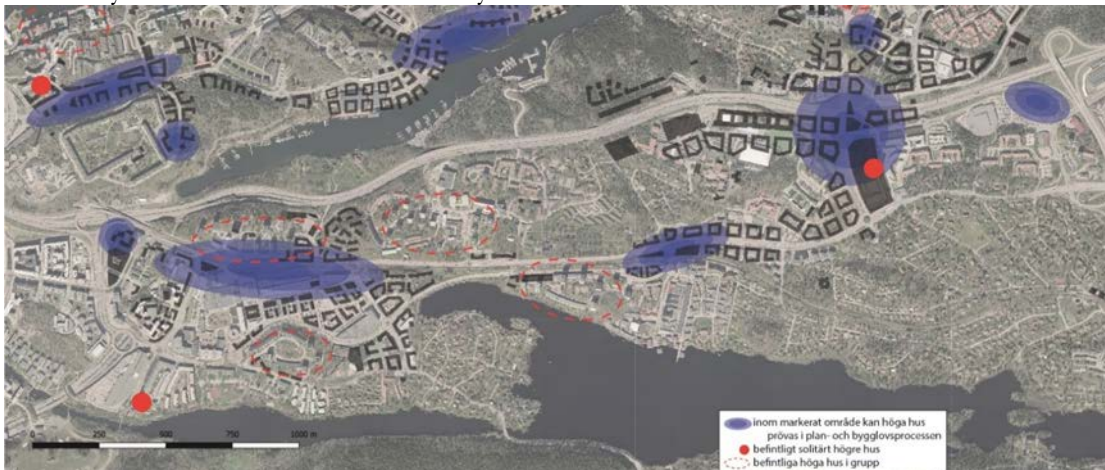 0 250 500 750 1000 m
inom markerat område kan höga hus
prövas i plan- och bygglovsprocessen
befintligt solitärt högre hus
befintliga höga hus i grupp